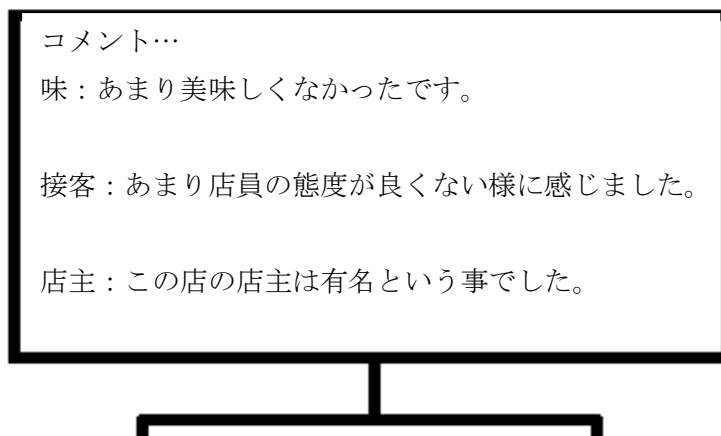 コメント…
味：あまり美味しくなかったです。
接客：あまり店員の態度が良くない様に感じました。
店主：この店の店主は有名という事でした。